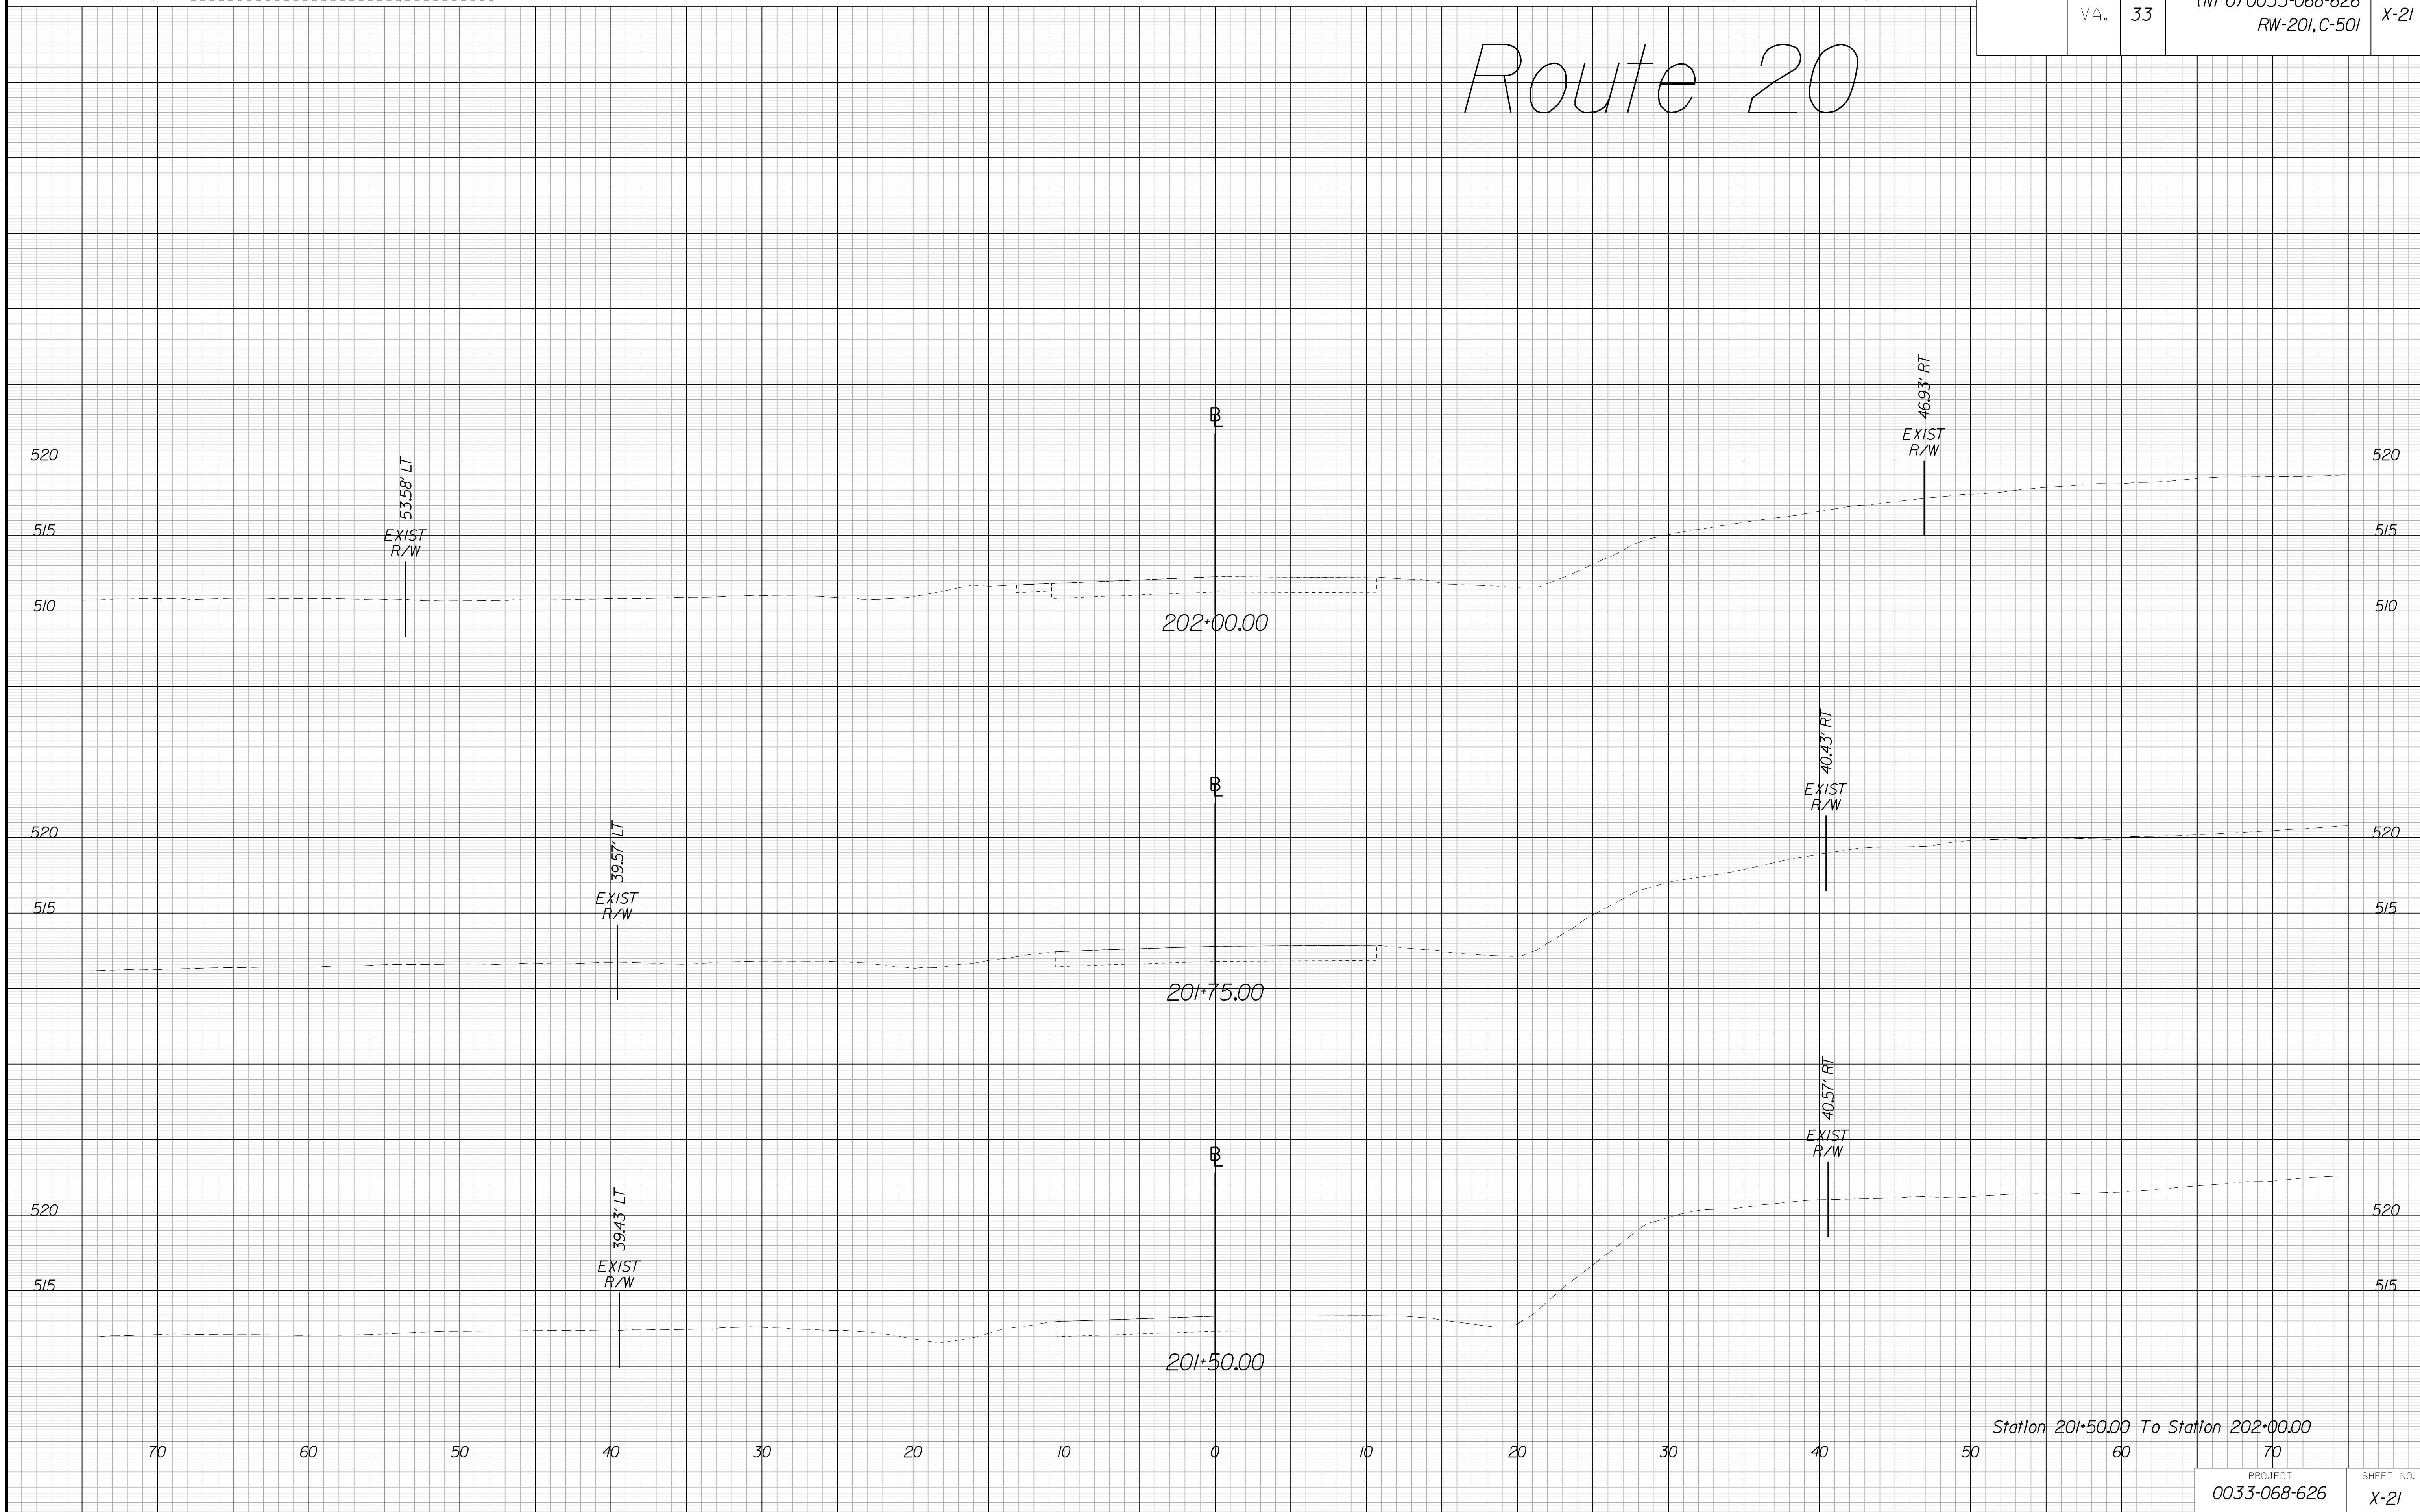 VA.
33
RW-201, C-501
X-21
Route 20
46.93' RT
EXIST
R/W
53.58' LT
EXIST
R/W
BL
520
520
515
515
510
510
202+00.00
40.43' RT
EXIST
R/W
39.57' LT
EXIST
R/W
BL
520
520
515
515
201+75.00
40.57' RT
EXIST
R/W
39.43' LT
EXIST
R/W
BL
520
520
515
515
201+50.00
Station 201+50.00 To Station 202+00.00
70 60 50 40 30 20 10 0 10 20 30 40 50 60 70
PROJECT
0033-068-626
SHEET NO.
X-21